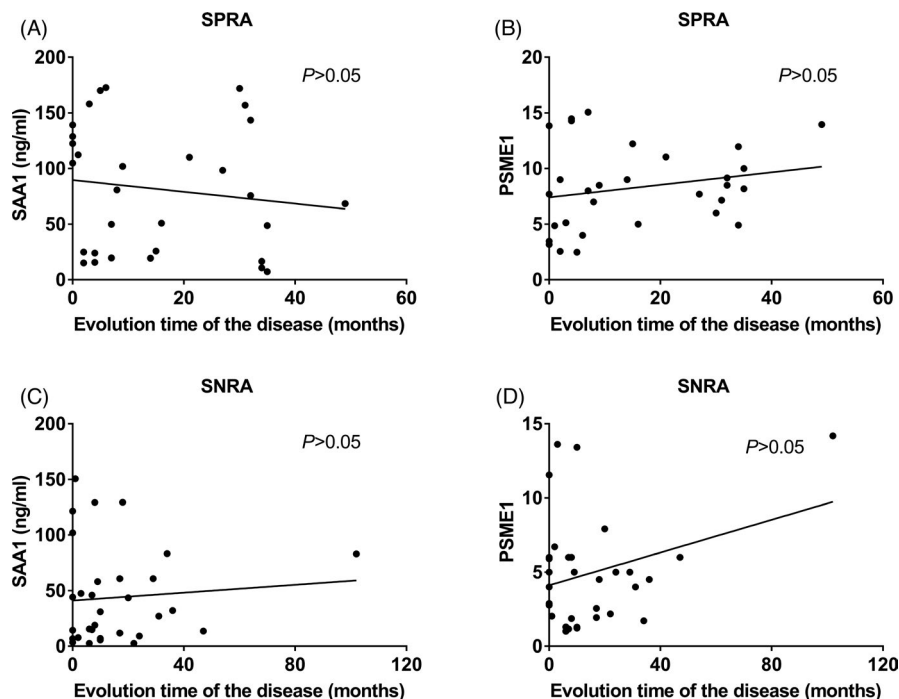 (A)
SPRA
P>0.05
SAA1 (ng/ml)
200
150
100
50
0
0 20 40 60
Evolution time of the disease (months)
(B)
SPRA
P>0.05
PSME1
20
15
10
5
0
0 20 40 60
Evolution time of the disease (months)
(C)
SNRA
P>0.05
SAA1 (ng/ml)
200
150
100
50
0
0 40 80 120
Evolution time of the disease (months)
(D)
SNRA
P>0.05
PSME1
15
10
5
0
0 40 80 120
Evolution time of the disease (months)